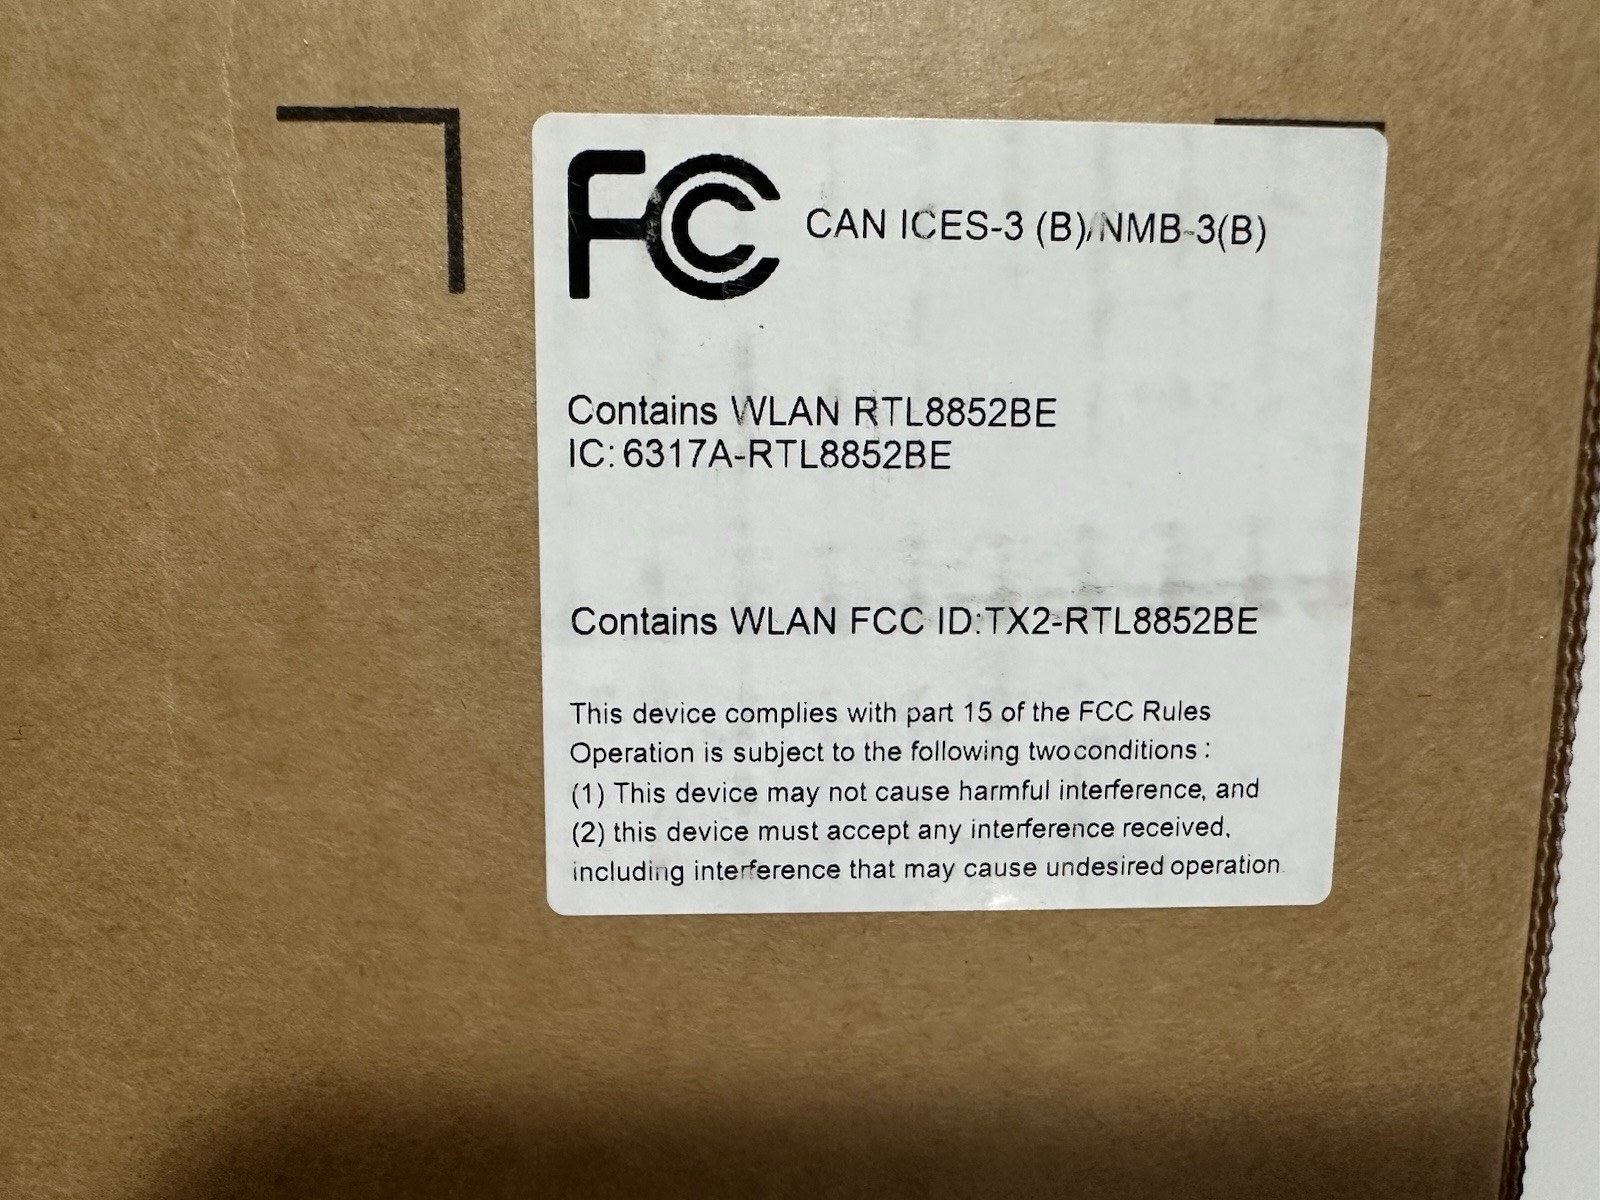 FC CAN ICES-3 (B)/NMB-3(B)
Contains WLAN RTL8852BE
IC: 6317A-RTL8852BE
Contains WLAN FCC ID:TX2-RTL8852BE
This device complies with part 15 of the FCC Rules
Operation is subject to the following twoconditions :
(1) This device may not cause harmful interference, and
(2) this device must accept any interference received,
including interference that may cause undesired operation